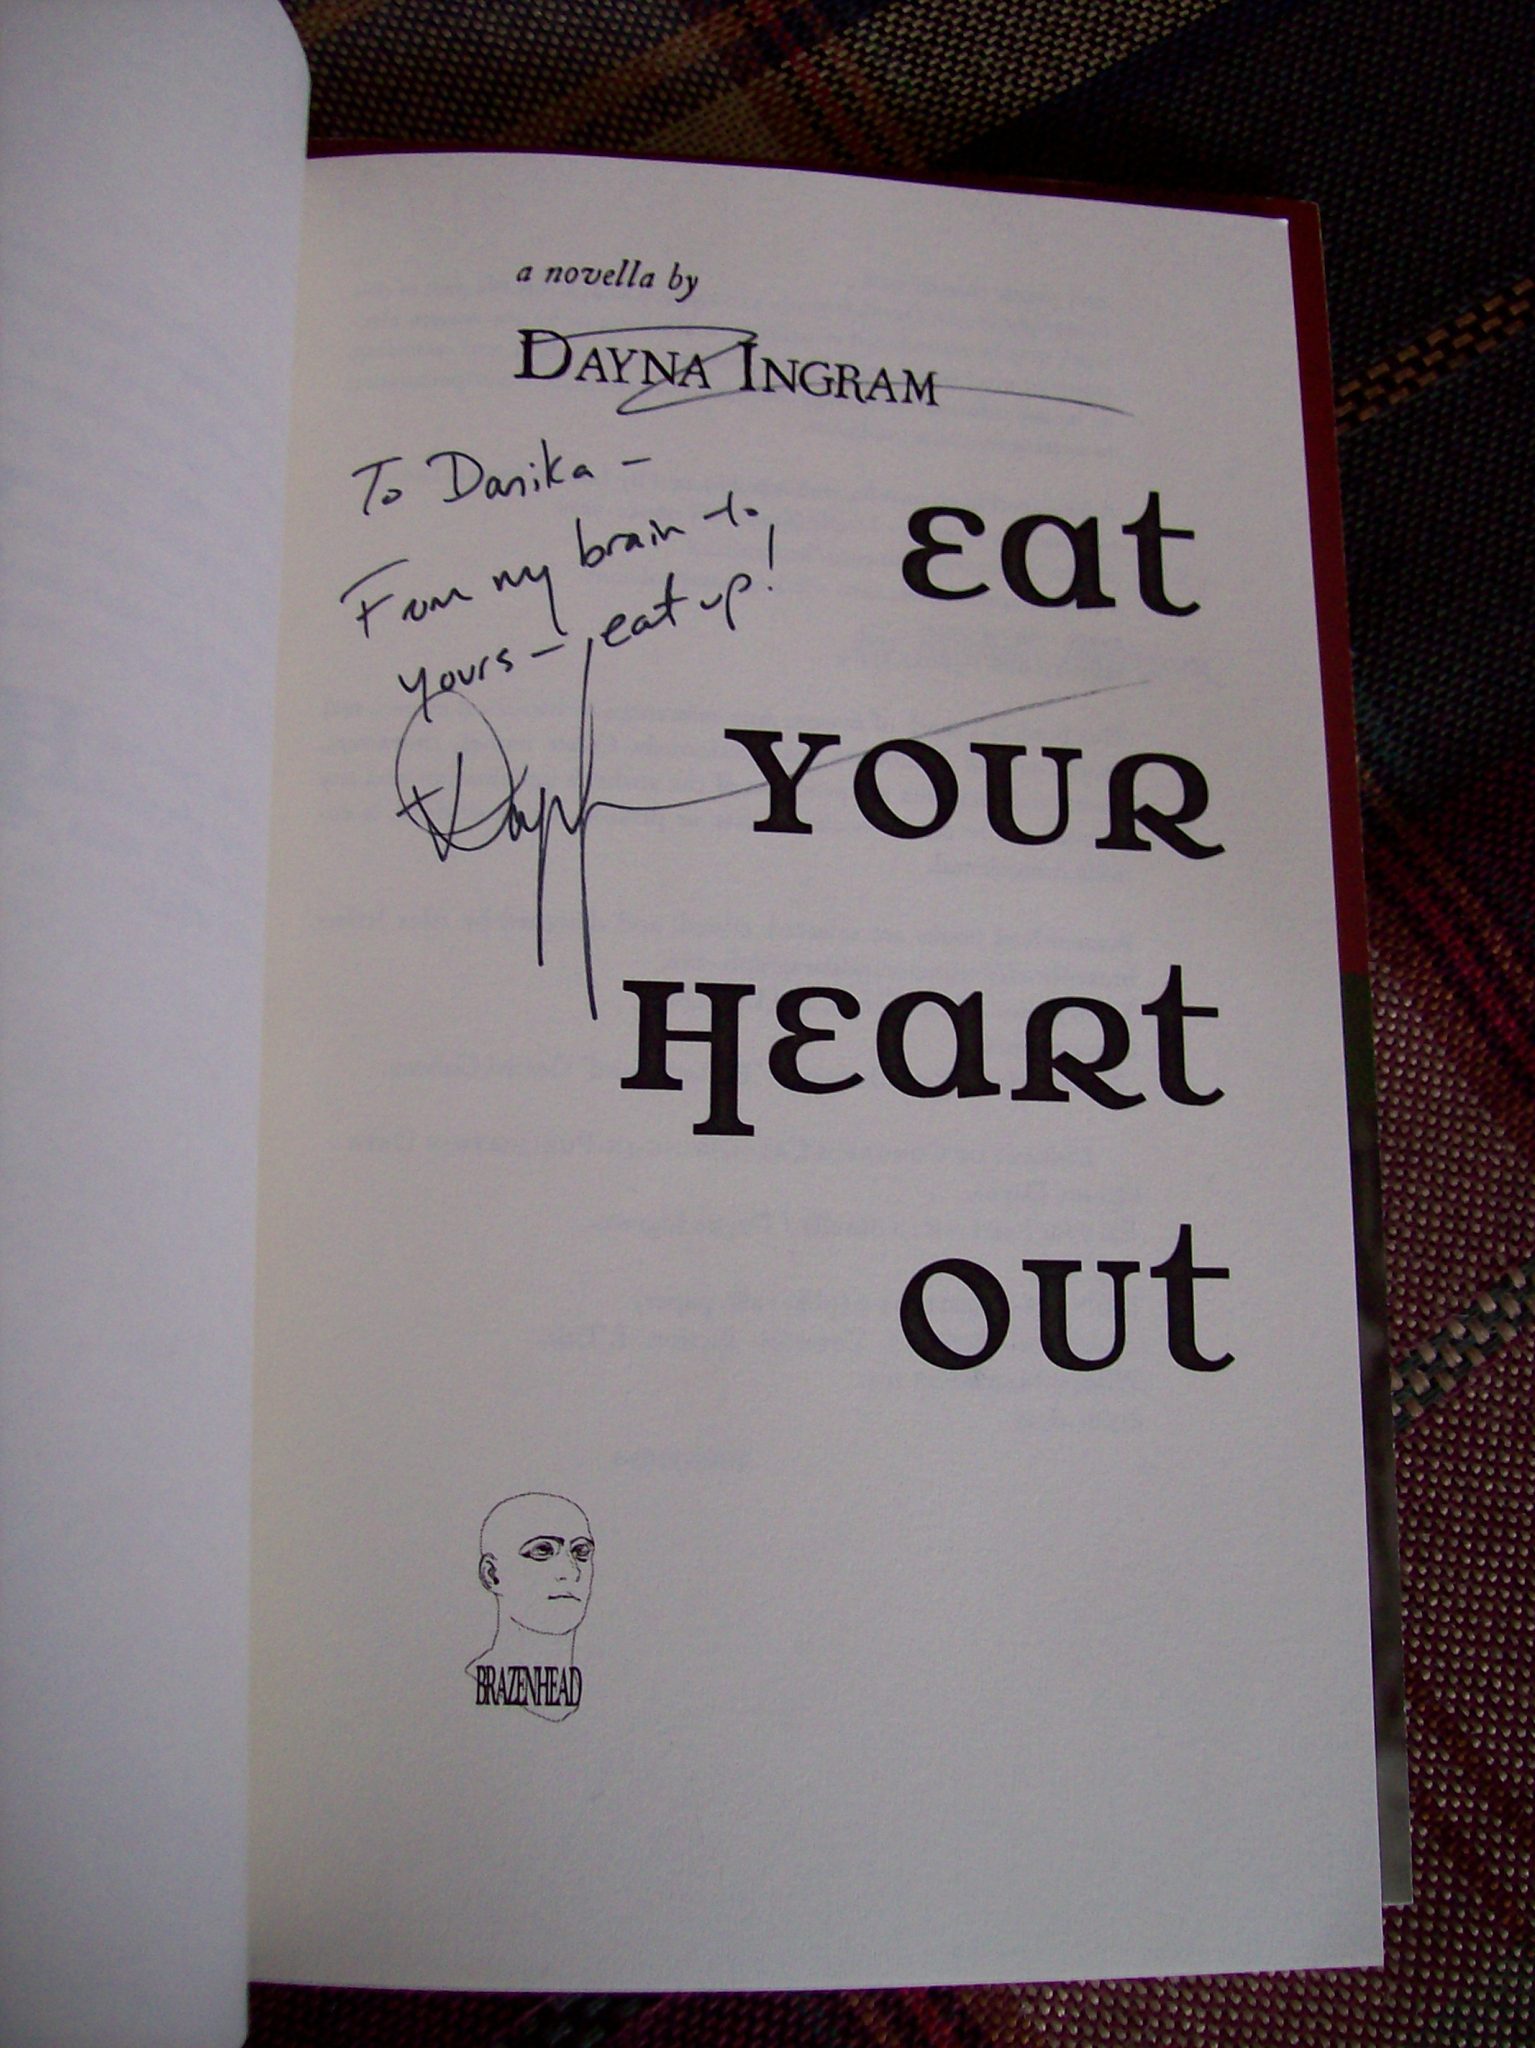 a novella by
DAYNA INGRAM
To Danika –
From my brain to
yours – eat up!
eat
YOUR
HEARt
OUt
BRAZENHEAD